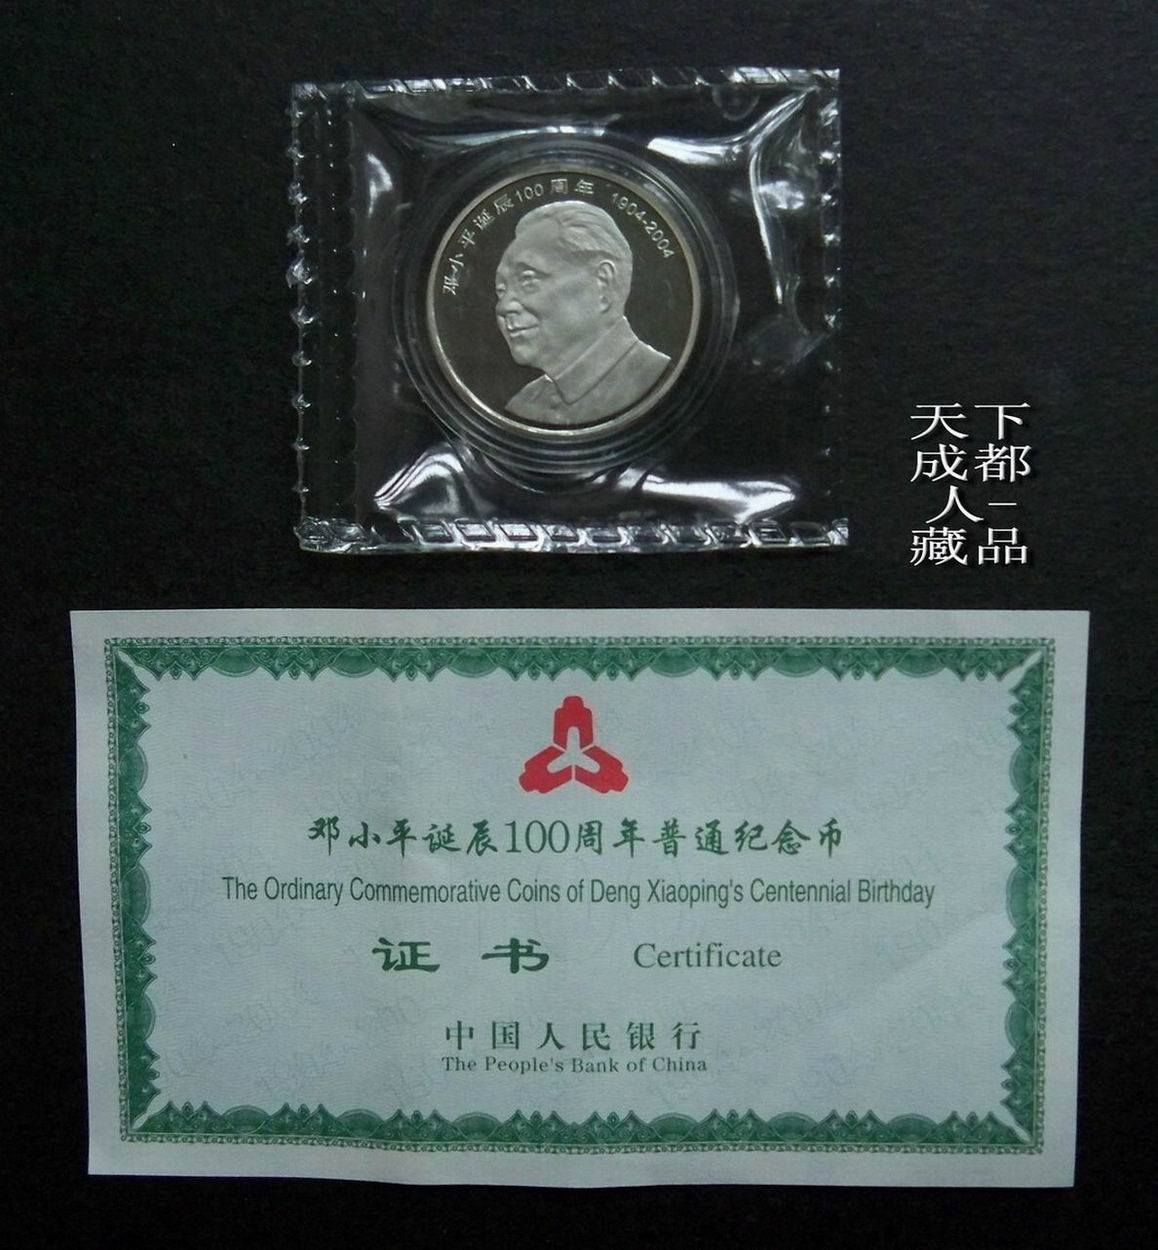 邓小平诞辰100周年 1904-2004
天下
成都
人-
藏品
邓小平诞辰100周年普通纪念币
The Ordinary Commemorative Coins of Deng Xiaoping's Centennial Birthday
证书 Certificate
中国人民银行
The People's Bank of China